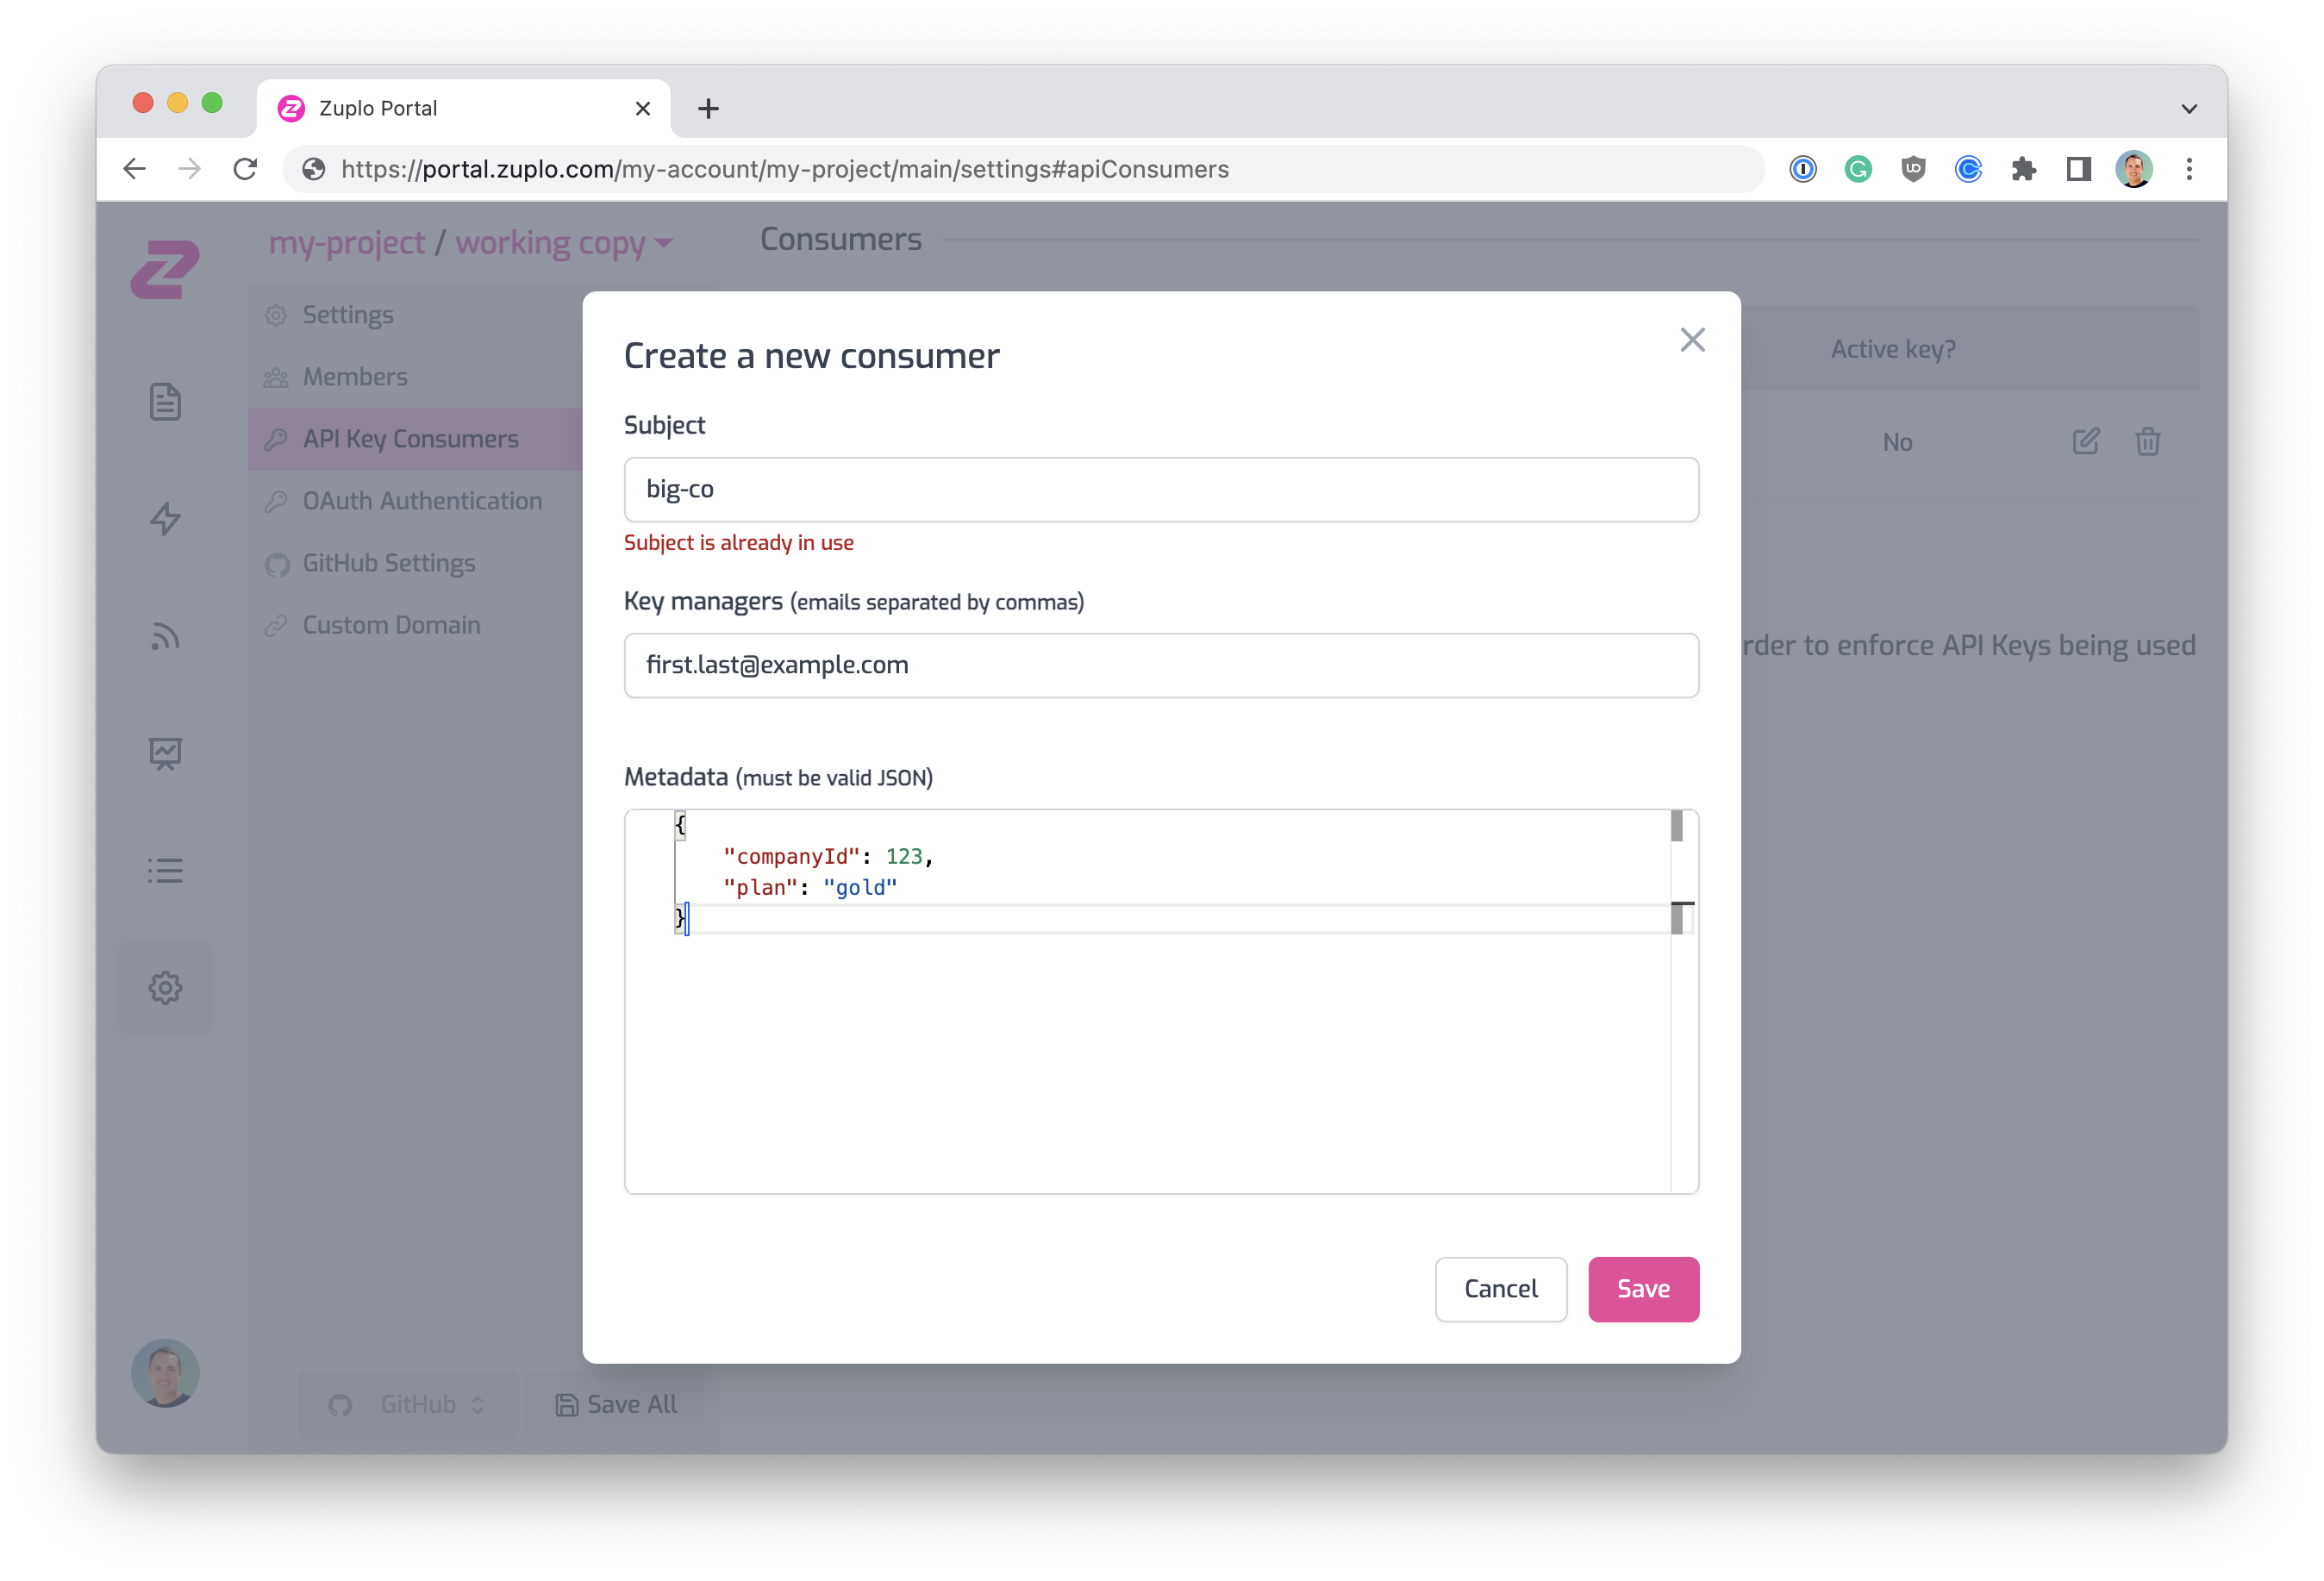 Zuplo Portal
https://portal.zuplo.com/my-account/my-project/main/settings#apiConsumers
my-project / working copy
Consumers
Settings
Members
API Key Consumers
OAuth Authentication
GitHub Settings
Custom Domain
Active key?
No
rder to enforce API Keys being used
Create a new consumer
Subject
big-co
Subject is already in use
Key managers (emails separated by commas)
first.last@example.com
Metadata (must be valid JSON)
{
"companyId": 123,
"plan": "gold"
}
Cancel
Save
GitHub
Save All